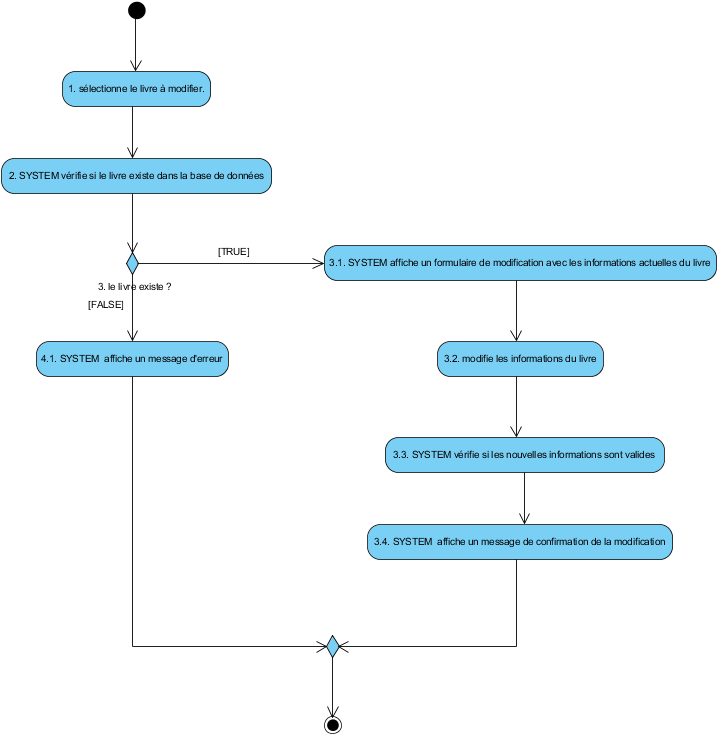 1. sélectionne le livre à modifier.
2. SYSTEM vérifie si le livre existe dans la base de données
[TRUE]
3.1. SYSTEM affiche un formulaire de modification avec les informations actuelles du livre
3. le livre existe ?
[FALSE]
4.1. SYSTEM affiche un message d'erreur
3.2. modifie les informations du livre
3.3. SYSTEM vérifie si les nouvelles informations sont valides
3.4. SYSTEM affiche un message de confirmation de la modification